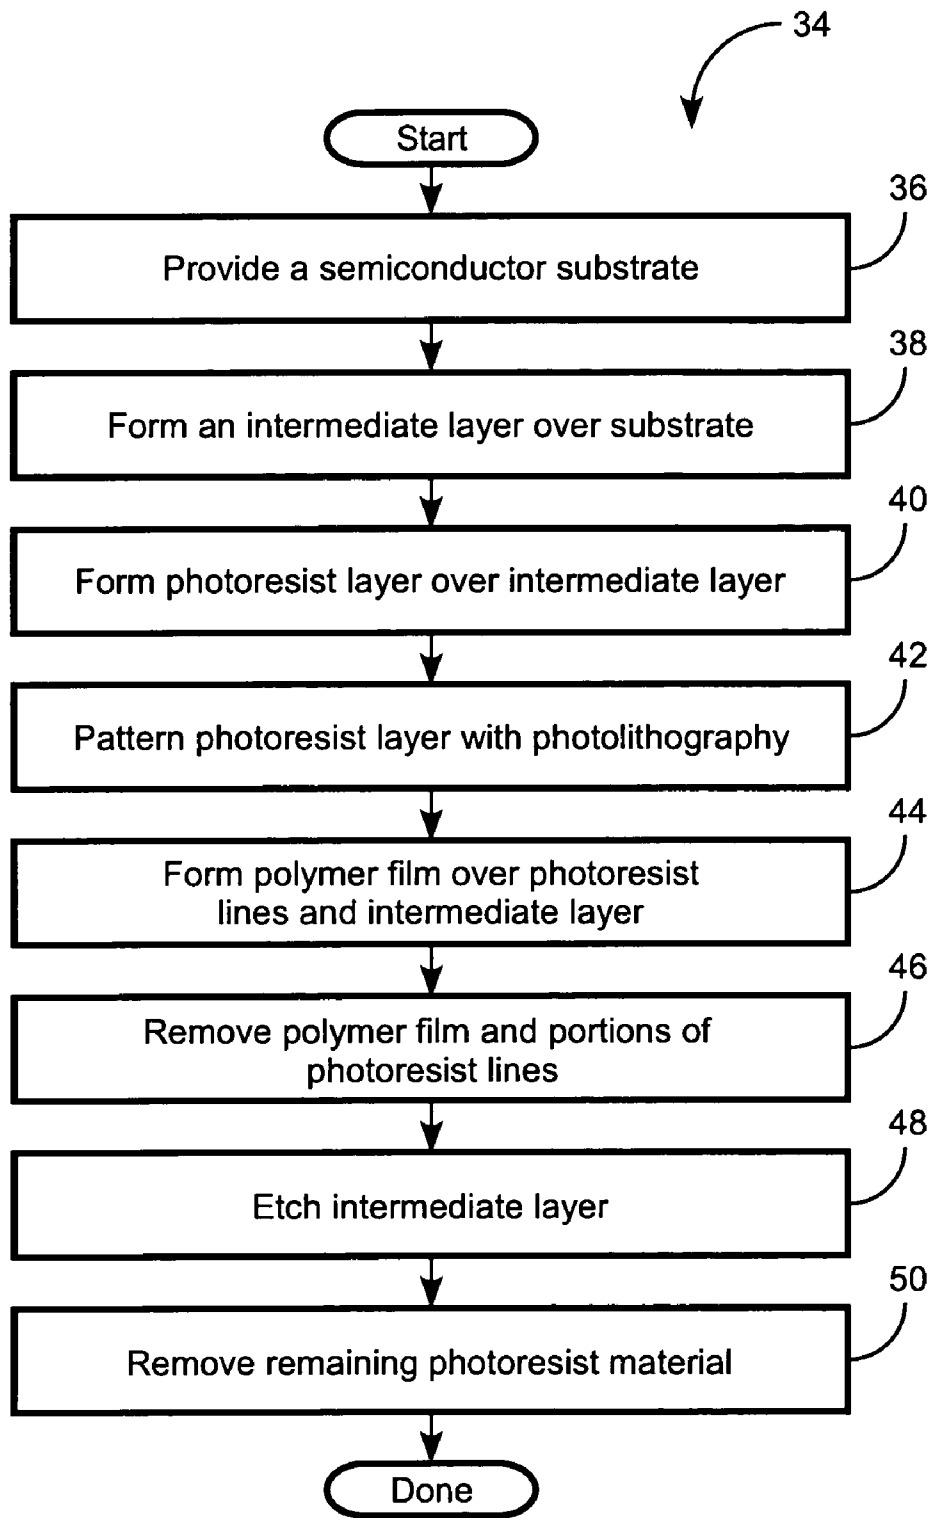 34
Start
36
Provide a semiconductor substrate
38
Form an intermediate layer over substrate
40
Form photoresist layer over intermediate layer
42
Pattern photoresist layer with photolithography
44
Form polymer film over photoresist
lines and intermediate layer
46
Remove polymer film and portions of
photoresist lines
48
Etch intermediate layer
50
Remove remaining photoresist material
Done